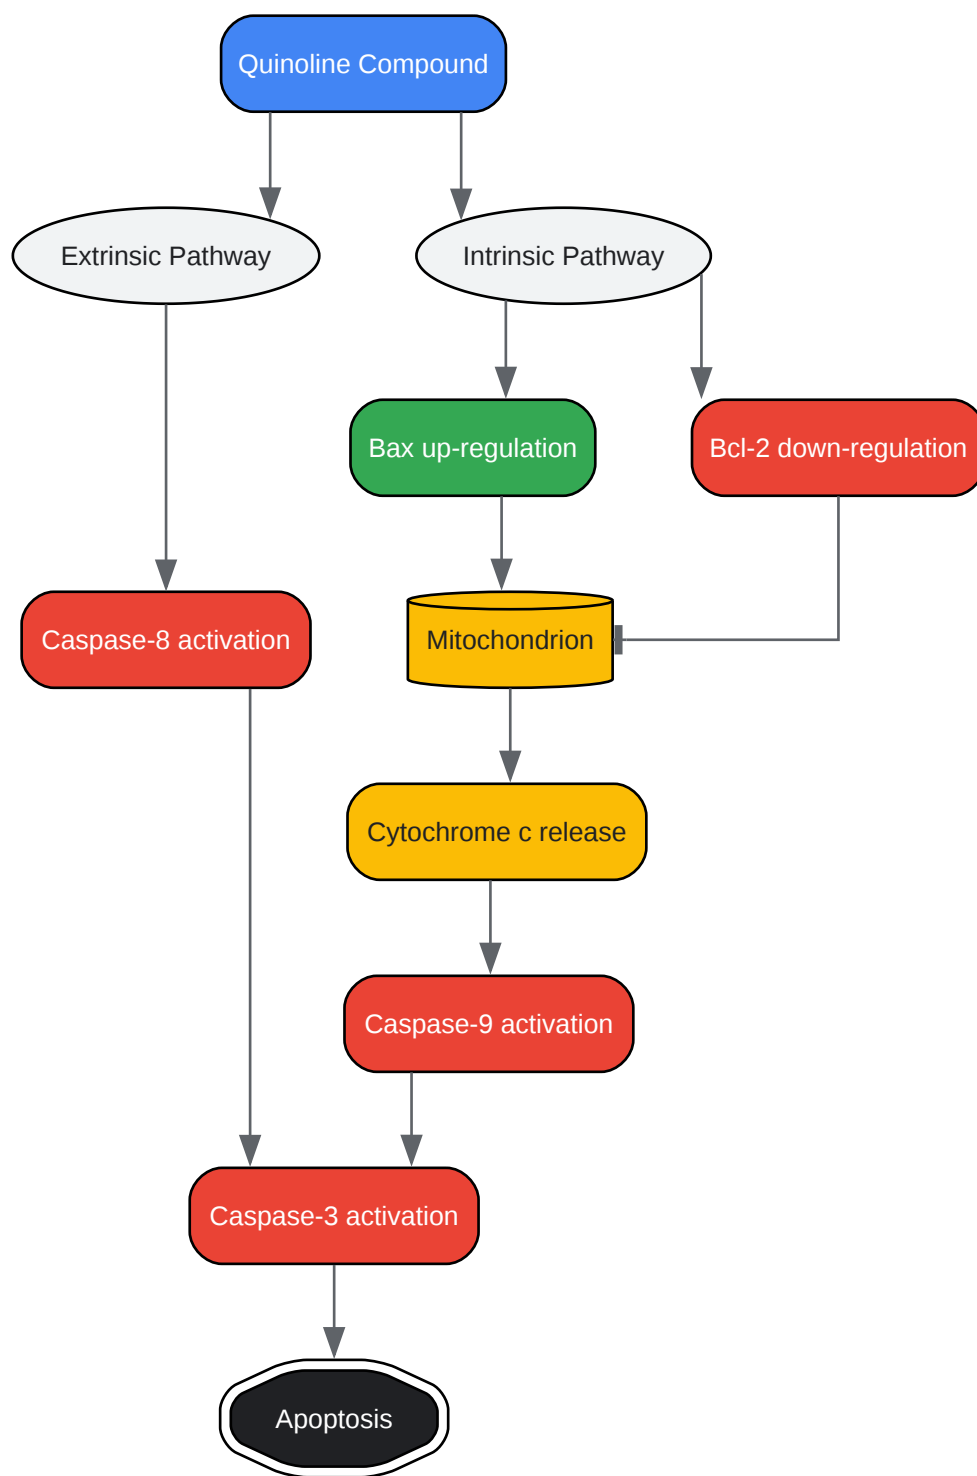 Quinoline Compound
Extrinsic Pathway
Intrinsic Pathway
Bax up-regulation
Bcl-2 down-regulation
Caspase-8 activation
Mitochondrion
Cytochrome c release
Caspase-9 activation
Caspase-3 activation
Apoptosis